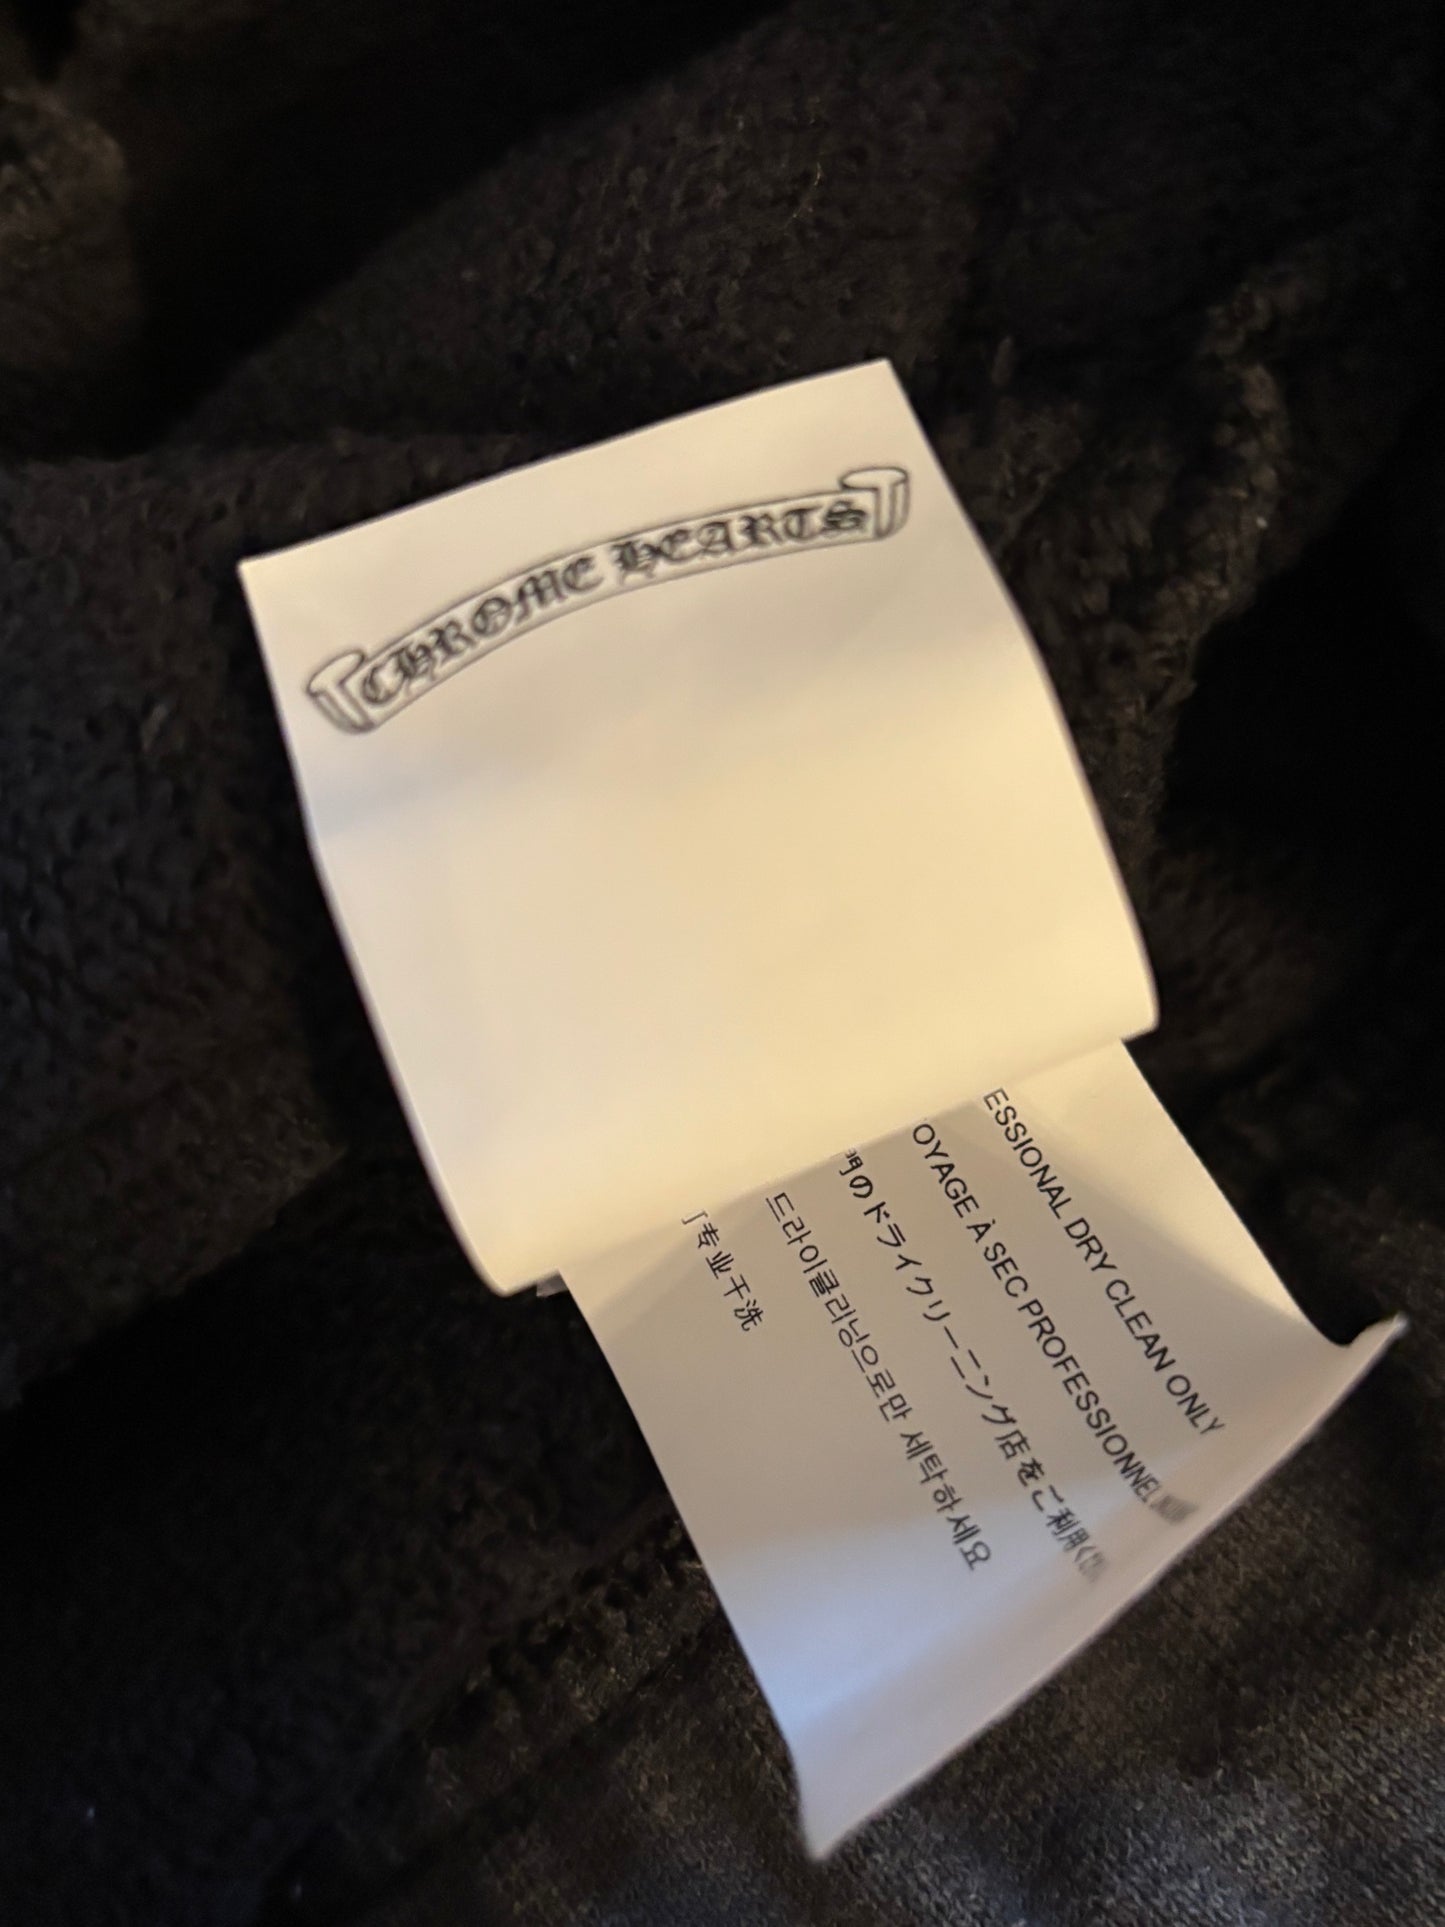 CHROME HEARTS
ESSIONAL DRY CLEAN ONLY
OYAGE À SEC PROFESSIONNEL
のドライクリーニング店をご利用く
드라이클리닝으로만 세탁하세요
专业干洗